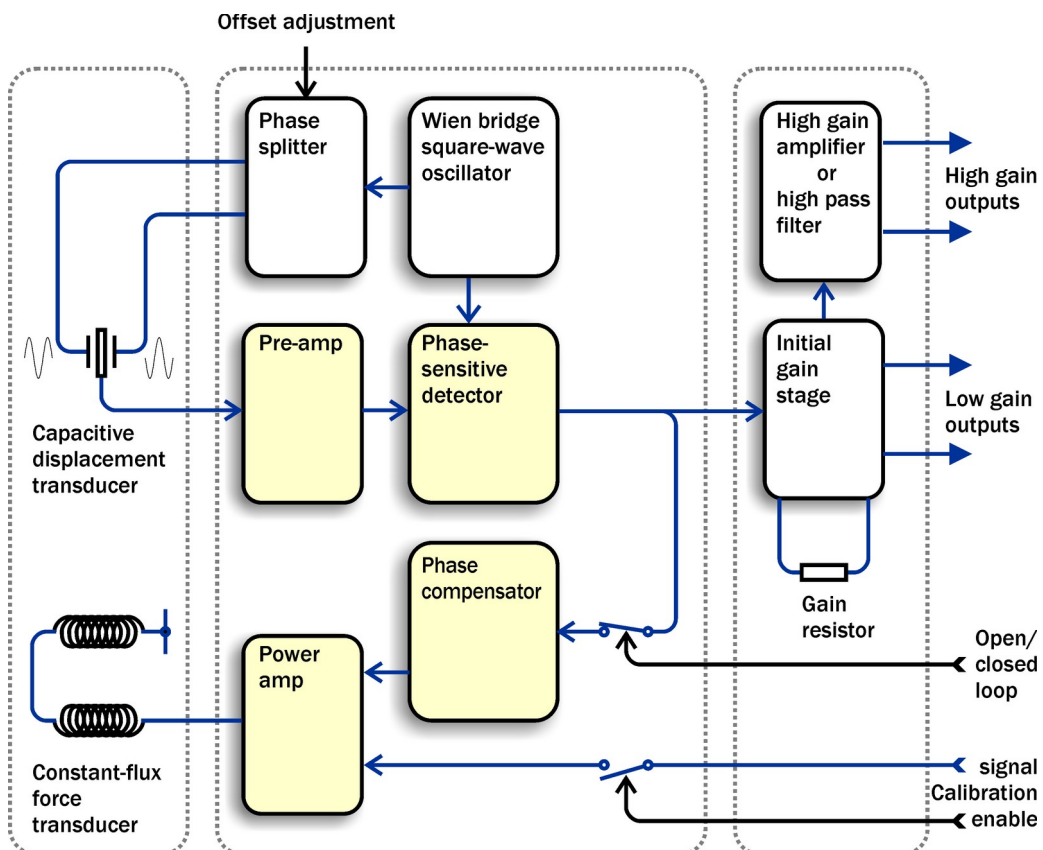 Offset adjustment
Phase
splitter
Wien bridge
square-wave
oscillator
High gain
amplifier
or
high pass
filter
High gain
outputs
Pre-amp
Phase-
sensitive
detector
Initial
gain
stage
Low gain
outputs
Capacitive
displacement
transducer
Phase
compensator
Gain
resistor
Power
amp
Open/
closed
loop
Constant-flux
force
transducer
signal
Calibration
enable